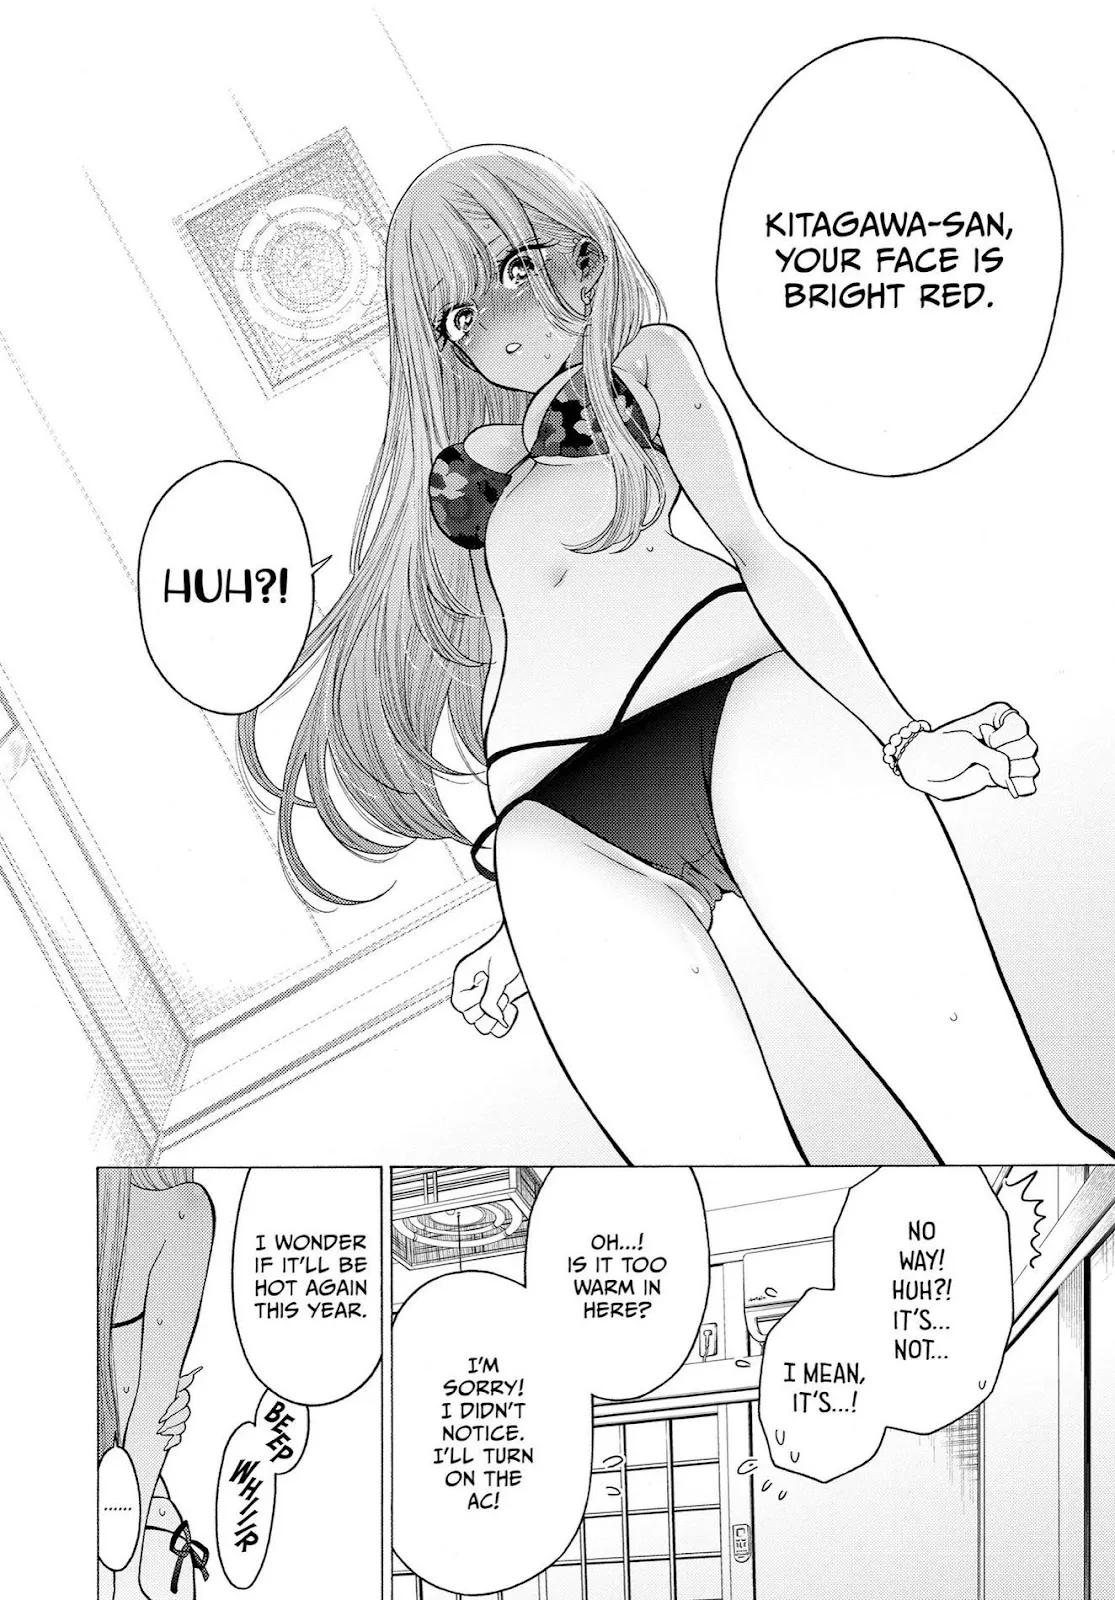 KITAGAWA-SAN,
YOUR FACE IS
BRIGHT RED.
HUH?!
NO
WAY!
HUH?!
IT'S...
NOT...
I MEAN,
IT'S...!
OH...!
IS IT TOO
WARM IN
HERE?
I'M
SORRY!
I DIDN'T
NOTICE.
I'LL TURN
ON THE
AC!
I WONDER
IF IT'LL BE
HOT AGAIN
THIS YEAR.
BEEP
WHIIIR
......